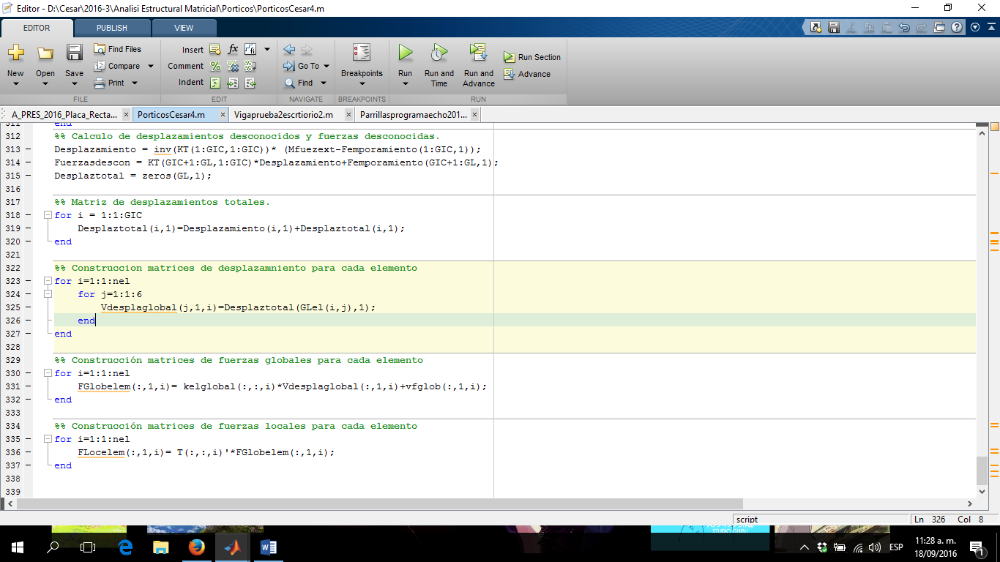 Editor - D:\Cesar\2016-3\Analisi Estructural Matricial\Porticos\PorticosCesar4.m
EDITOR PUBLISH VIEW
New Open Save Find Files Compare Print
Insert fx Comment Indent
Go To Find
Breakpoints
Run Run and Time Run and Advance Run Section Advance
FILE EDIT NAVIGATE BREAKPOINTS RUN
A_PRES_2016_Placa_Recta... × PorticosCesar4.m × Vigaprueba2escrtiorio2.m × Parrillasprogramaecho201... ×
311 end
312 %% Calculo de desplazamientos desconocidos y fuerzas desconocidas.
313 – Desplazamiento = inv(KT(1:GIC,1:GIC))* (Mfuezext-Femporamiento(1:GIC,1));
314 – Fuerzasdescon = KT(GIC+1:GL,1:GIC)*Desplazamiento+Femporamiento(GIC+1:GL,1);
315 – Desplaztotal = zeros(GL,1);
316
317 %% Matriz de desplazamientos totales.
318 – for i = 1:1:GIC
319 – Desplaztotal(i,1)=Desplazamiento(i,1)+Desplaztotal(i,1);
320 – end
321
322 %% Construccion matrices de desplazamniento para cada elemento
323 – for i=1:1:nel
324 – for j=1:1:6
325 – Vdesplaglobal(j,1,i)=Desplaztotal(GLel(i,j),1);
326 – end
327 – end
328
329 %% Construcción matrices de fuerzas globales para cada elemento
330 – for i=1:1:nel
331 – FGlobelem(:,1,i)= kelglobal(:,:,i)*Vdesplaglobal(:,1,i)+vfglob(:,1,i);
332 – end
333
334 %% Construcción matrices de fuerzas locales para cada elemento
335 – for i=1:1:nel
336 – FLocelem(:,1,i)= T(:,:,i)'*FGlobelem(:,1,i);
337 – end
338
339
script Ln 326 Col 8
ESP 11:28 a. m.
18/09/2016 1